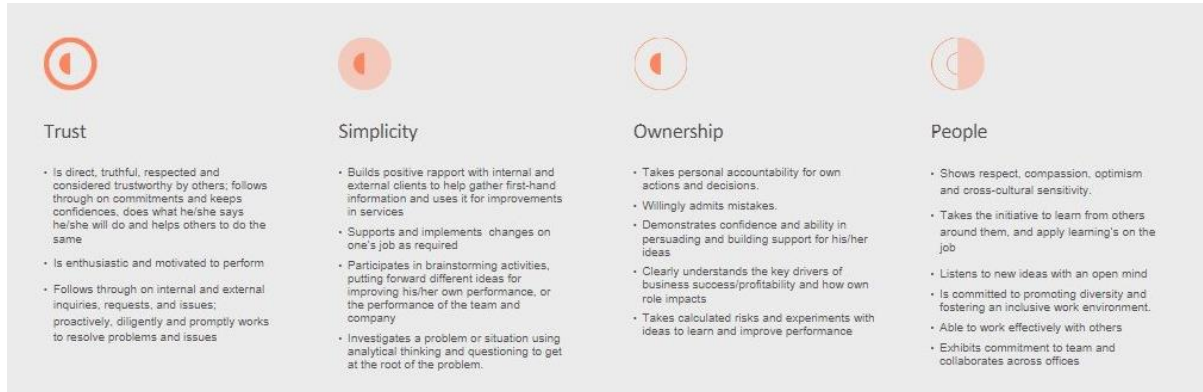 Trust
• Is direct, truthful, respected and
considered trustworthy by others; follows
through on commitments and keeps
confidences, does what he/she says
he/she will do and helps others to do the
same
• Is enthusiastic and motivated to perform
• Follows through on internal and external
inquiries, requests, and issues;
proactively, diligently and promptly works
to resolve problems and issues
Simplicity
• Builds positive rapport with internal and
external clients to help gather first-hand
information and uses it for improvements
in services
• Supports and implements changes on
one's job as required
• Participates in brainstorming activities,
putting forward different ideas for
improving his/her own performance, or
the performance of the team and
company
• Investigates a problem or situation using
analytical thinking and questioning to get
at the root of the problem.
Ownership
• Takes personal accountability for own
actions and decisions.
• Willingly admits mistakes.
• Demonstrates confidence and ability in
persuading and building support for his/her
ideas
• Clearly understands the key drivers of
business success/profitability and how own
role impacts
• Takes calculated risks and experiments with
ideas to learn and improve performance
People
• Shows respect, compassion, optimism
and cross-cultural sensitivity.
• Takes the initiative to learn from others
around them, and apply learning's on the
job
• Listens to new ideas with an open mind
• Is committed to promoting diversity and
fostering an inclusive work environment.
• Able to work effectively with others
• Exhibits commitment to team and
collaborates across offices